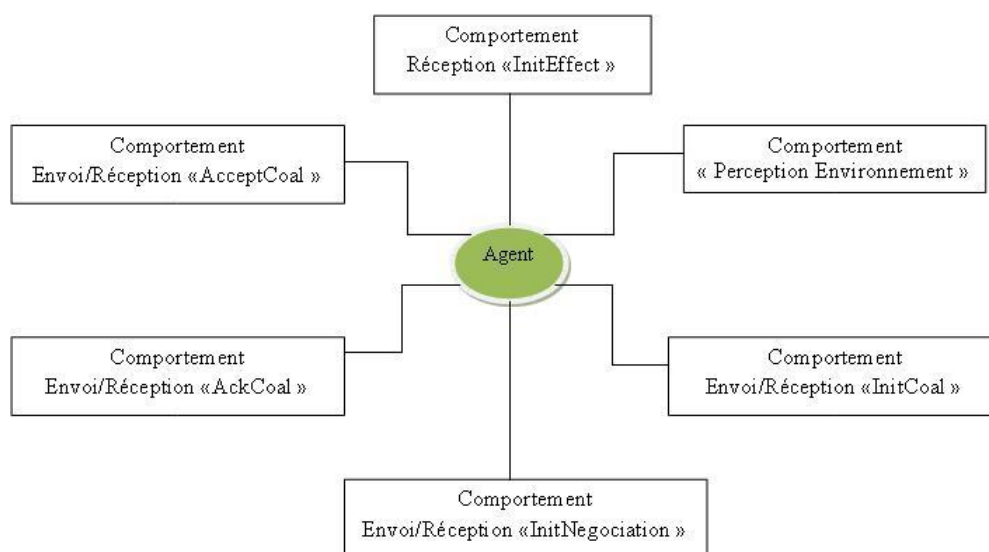 Comportement
Réception «InitEffect »
Comportement
Envoi/Réception «AcceptCoal »
Comportement
« Perception Environnement »
Agent
Comportement
Envoi/Réception «AckCoal »
Comportement
Envoi/Réception «InitCoal »
Comportement
Envoi/Réception «InitNegociation »